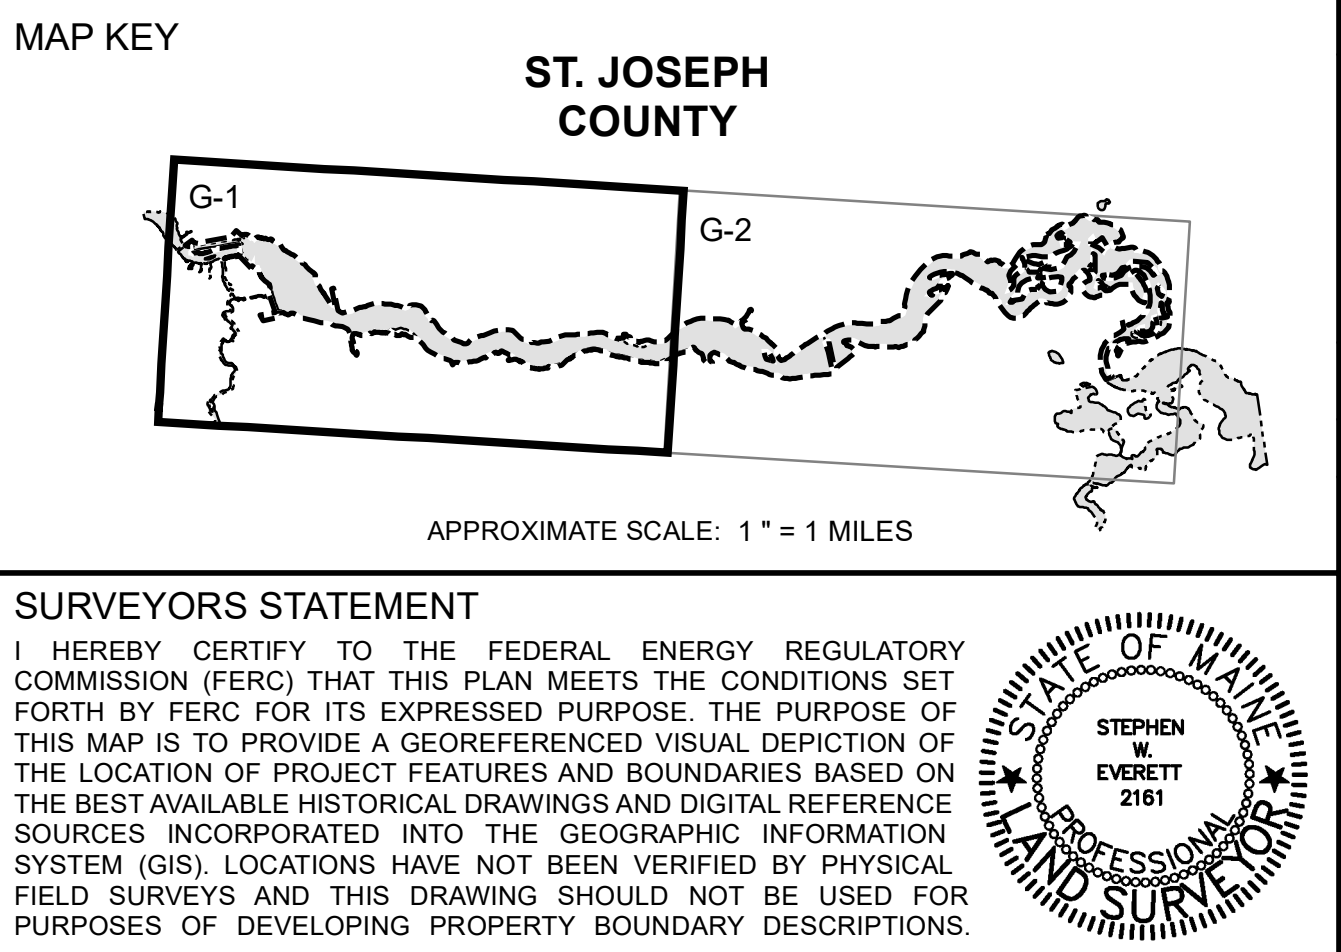 MAP KEY
ST. JOSEPH
COUNTY
G-1
G-2
APPROXIMATE SCALE: 1 " = 1 MILES
SURVEYORS STATEMENT
I HEREBY CERTIFY TO THE FEDERAL ENERGY REGULATORY
COMMISSION (FERC) THAT THIS PLAN MEETS THE CONDITIONS SET
FORTH BY FERC FOR ITS EXPRESSED PURPOSE. THE PURPOSE OF
THIS MAP IS TO PROVIDE A GEOREFERENCED VISUAL DEPICTION OF
THE LOCATION OF PROJECT FEATURES AND BOUNDARIES BASED ON
THE BEST AVAILABLE HISTORICAL DRAWINGS AND DIGITAL REFERENCE
SOURCES INCORPORATED INTO THE GEOGRAPHIC INFORMATION
SYSTEM (GIS). LOCATIONS HAVE NOT BEEN VERIFIED BY PHYSICAL
FIELD SURVEYS AND THIS DRAWING SHOULD NOT BE USED FOR
PURPOSES OF DEVELOPING PROPERTY BOUNDARY DESCRIPTIONS.
STATE OF MAINE
STEPHEN
W.
EVERETT
2161
PROFESSIONAL
LAND SURVEYOR